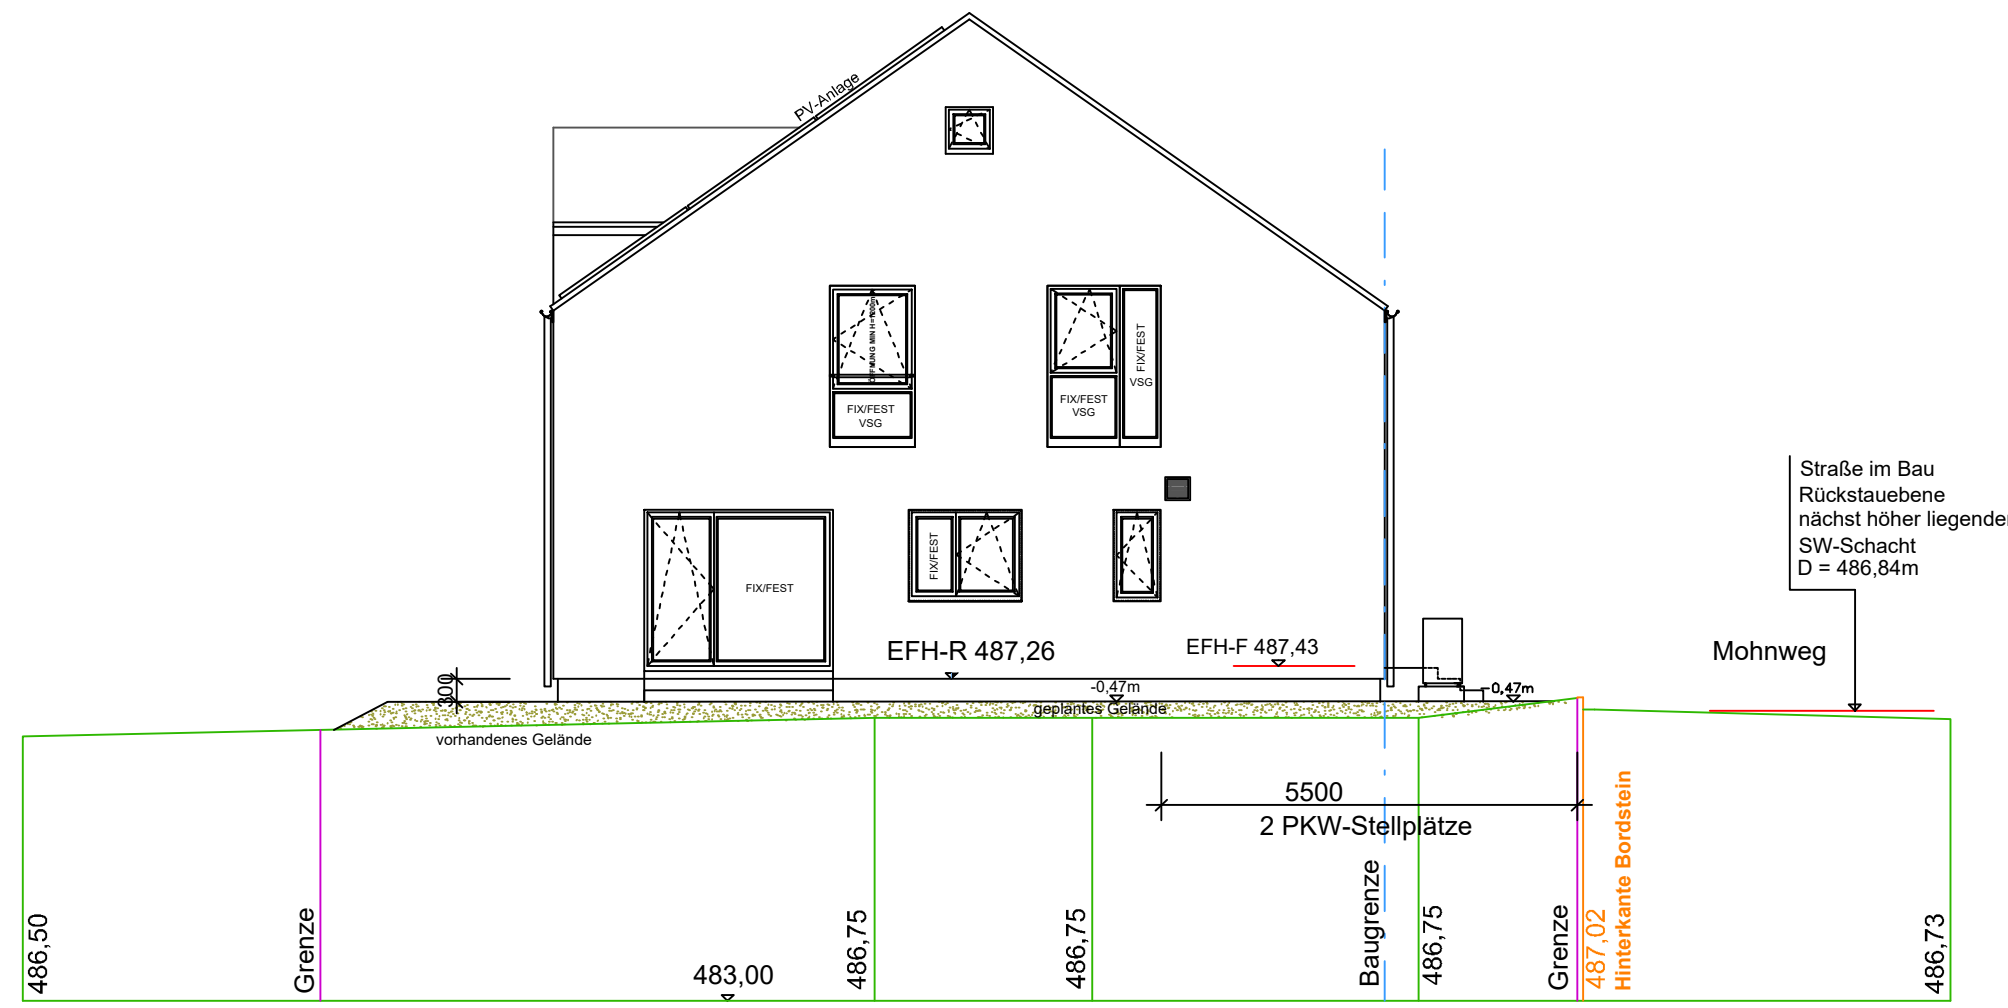 PV-Anlage
ÖFFNUNG MIN H=1200mm
FIX/FEST
VSG
FIX/FEST
VSG
FIX/FEST
VSG
Straße im Bau
Rückstauebene
nächst höher liegender
SW-Schacht
D = 486,84m
FIX/FEST
FIX/FEST
EFH-R 487,26
EFH-F 487,43
Mohnweg
300
-0,47m
-0,47m
geplantes Gelände
vorhandenes Gelände
5500
2 PKW-Stellplätze
486,50
Grenze
483,00
486,75
486,75
Baugrenze
486,75
Grenze
487,02
Hinterkante Bordstein
486,73